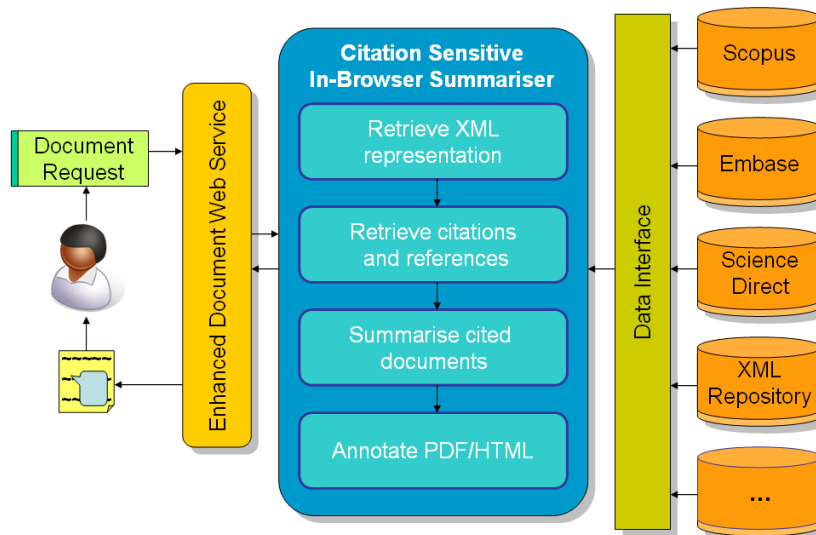 Document
Request
Enhanced Document Web Service
Citation Sensitive
In-Browser Summariser
Retrieve XML
representation
Retrieve citations
and references
Summarise cited
documents
Annotate PDF/HTML
Data Interface
Scopus
Embase
Science
Direct
XML
Repository
...